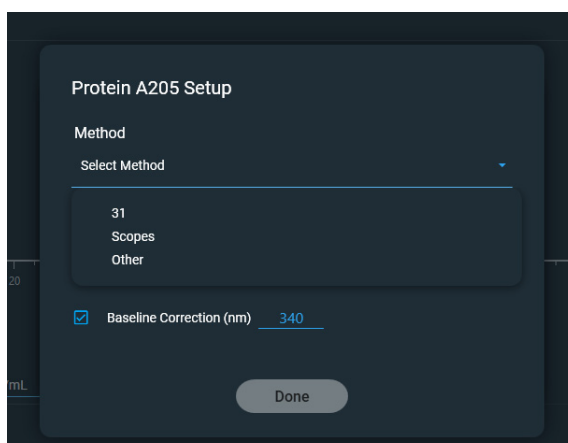 Protein A205 Setup
Method
Select Method
31
Scopes
Other
20
Baseline Correction (nm) 340
/mL
Done